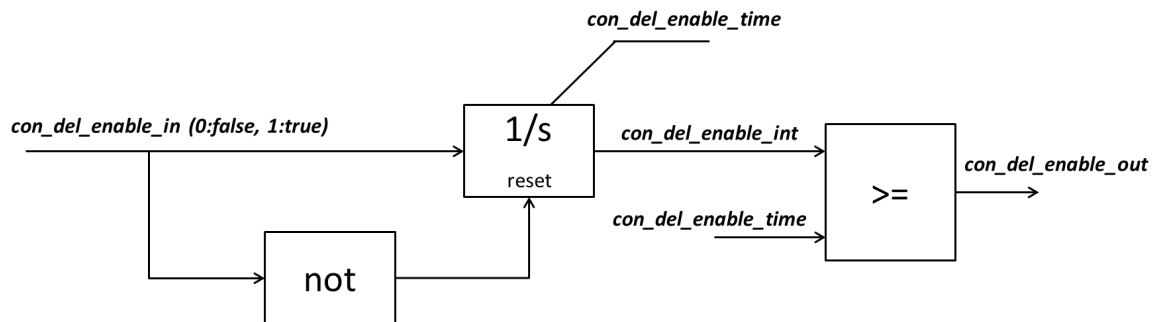 con_del_enable_time
con_del_enable_in (0:false, 1:true)
1/s
reset
con_del_enable_int
con_del_enable_time
>=
con_del_enable_out
not